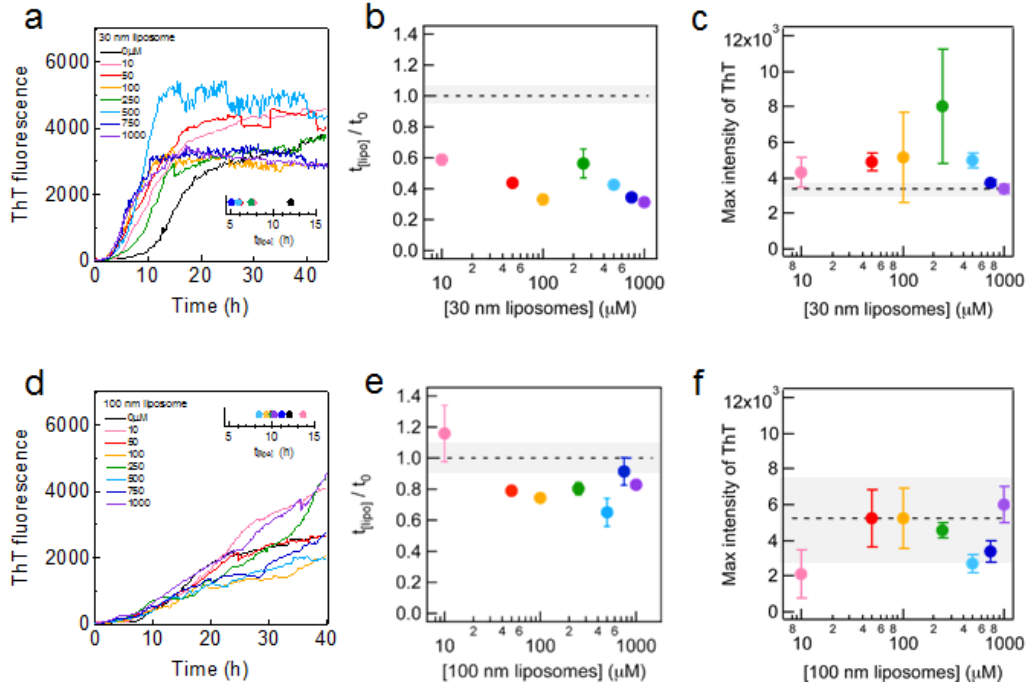 a
30 nm liposome
0μM
10
50
100
250
500
750
1000
ThT fluorescence
6000
4000
2000
0
0 10 20 30 40
Time (h)
5 10 15
(h)
b
t[lipo] / t0
1.4
1.2
1.0
0.8
0.6
0.4
0.2
0.0
10 2 4 6 100 2 4 6 1000
[30 nm liposomes] (μM)
c
Max intensity of ThT
12x10³
10
8
6
4
2
0
8 10 2 4 6 8 100 2 4 6 8 1000
[30 nm liposomes] (μM)
d
100 nm liposome
0μM
10
50
100
250
500
750
1000
ThT fluorescence
6000
4000
2000
0
0 10 20 30 40
Time (h)
5 10 15
(h)
e
t[lipo] / t0
1.4
1.2
1.0
0.8
0.6
0.4
0.2
0.0
10 2 4 6 100 2 4 6 1000
[100 nm liposomes] (μM)
f
Max intensity of ThT
12x10³
10
8
6
4
2
0
8 10 2 4 6 8 100 2 4 6 8 1000
[100 nm liposomes] (μM)